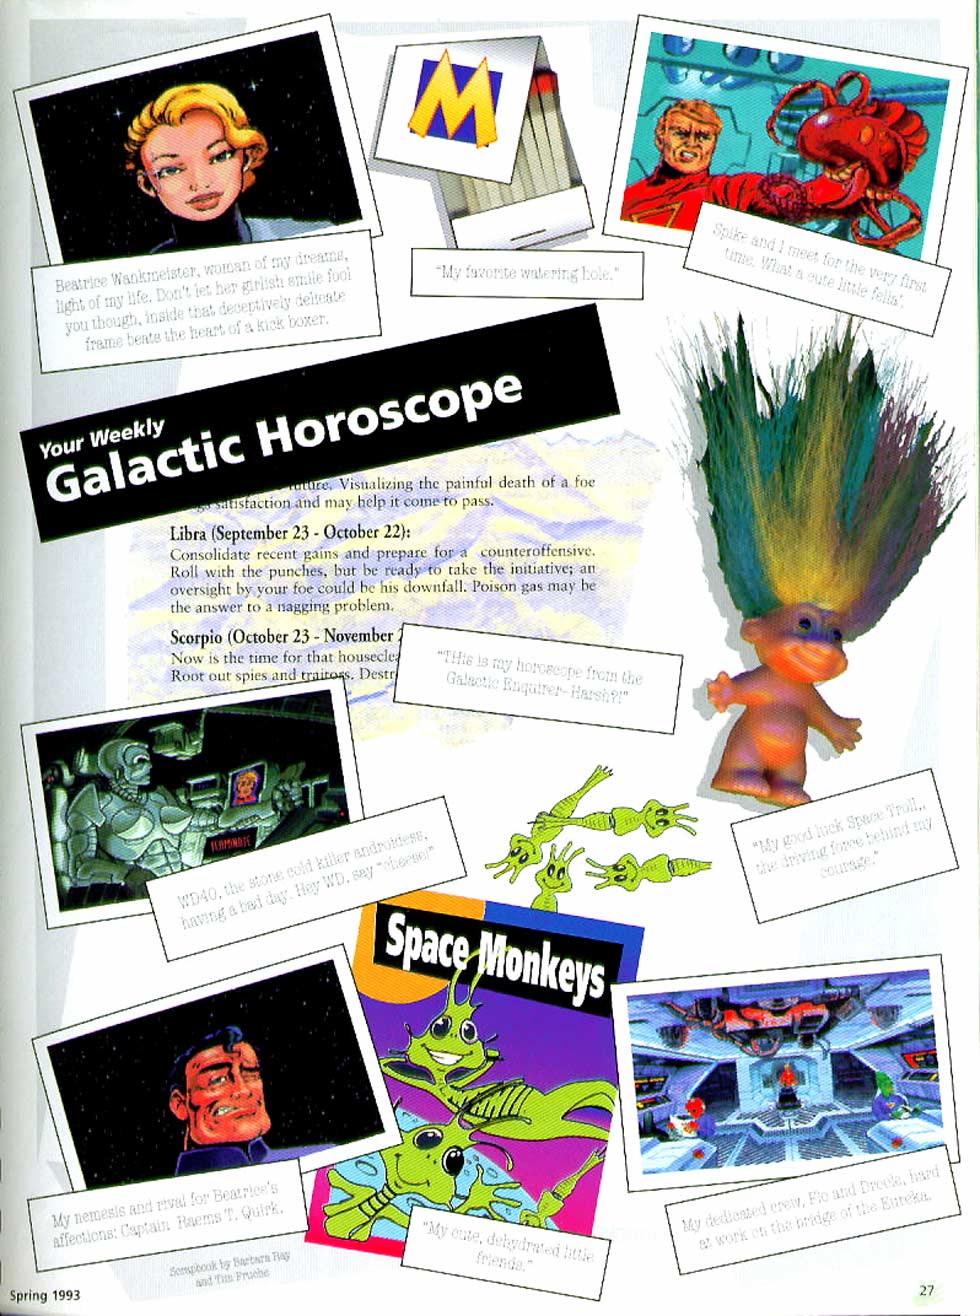 M
Beatrice Wankmeister, woman of my dreams,
light of my life. Don't let her girlish smile fool
you though, inside that deceptively delicate
frame beats the heart of a kick boxer.
"My favorite watering hole."
Spike and I meet for the very first
time. What a cute little fella'.
Your Weekly
Galactic Horoscope
future. Visualizing the painful death of a foe
satisfaction and may help it come to pass.
Libra (September 23 - October 22):
Consolidate recent gains and prepare for a counteroffensive.
Roll with the punches, but be ready to take the initiative; an
oversight by your foe could be his downfall. Poison gas may be
the answer to a nagging problem.
Scorpio (October 23 - November
Now is the time for that
Root out spies and traitors.
"THis is my horoscope from the
Galactic Enquirer--Harsh?!"
TERMINATE
WD40, the stone cold killer androidess,
having a bad day. Hey WD, say "cheese!"
"My good luck Space Troll,
the driving force behind my
courage."
Space Monkeys
My nemesis and rival for Beatrice's
affections: Captain Raems T. Quirk.
"My cute, dehydrated little
friends."
My dedicated crew, Flo and Droole, hard
at work on the bridge of the Eureka.
Scrapbook by Barbara Ray
and Tim Fruehe
Spring 1993
27